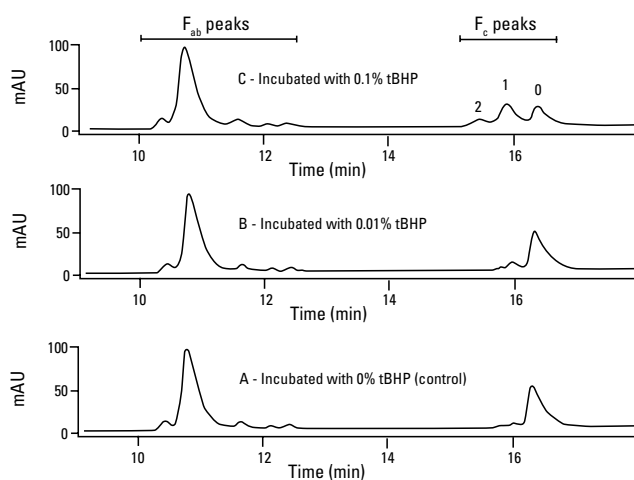 Fab peaks
Fc peaks
mAU
100
50
0
C - Incubated with 0.1% tBHP
2
1
0
10
12
14
16
Time (min)
mAU
100
50
0
B - Incubated with 0.01% tBHP
10
12
14
16
Time (min)
mAU
100
50
0
A - Incubated with 0% tBHP (control)
10
12
14
16
Time (min)